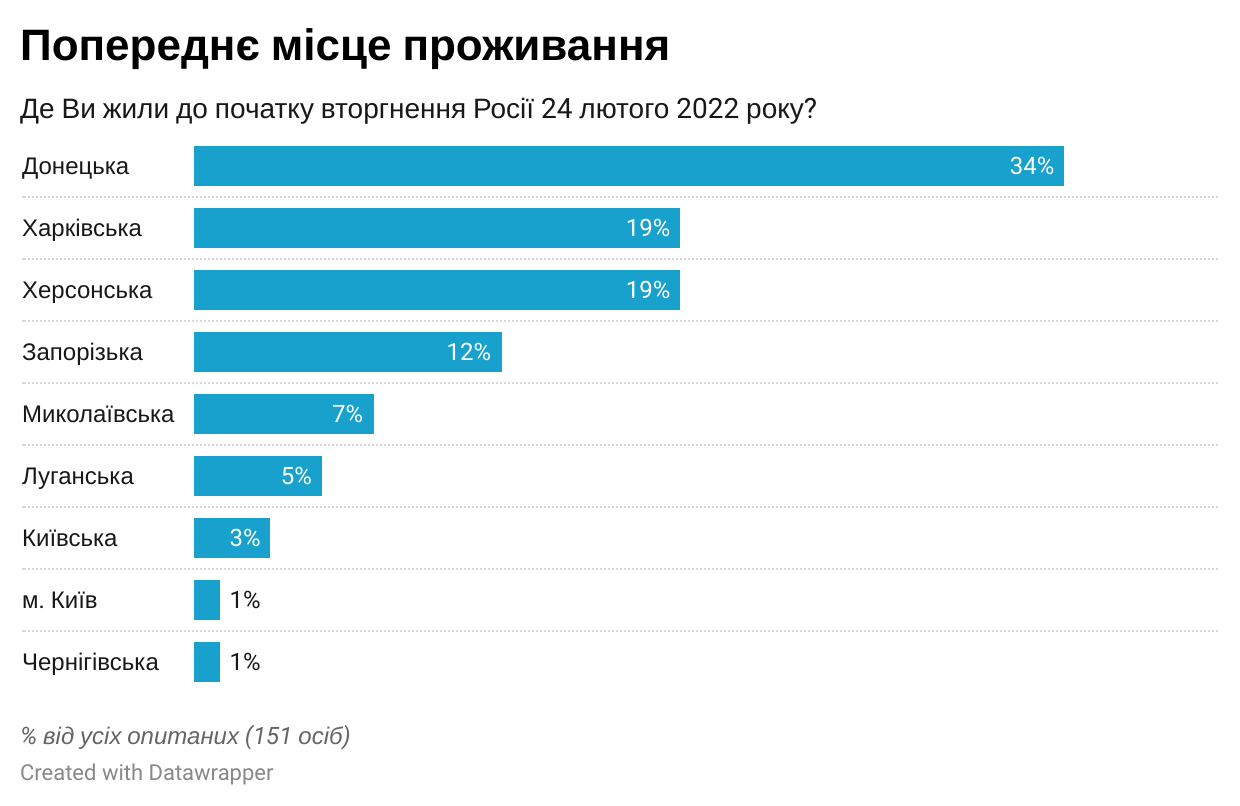 Попереднє місце проживання
Де Ви жили до початку вторгнення Росії 24 лютого 2022 року?
Донецька 34%
Харківська 19%
Херсонська 19%
Запорізька 12%
Миколаївська 7%
Луганська 5%
Київська 3%
м. Київ 1%
Чернігівська 1%
% від усіх опитаних (151 осіб)
Created with Datawrapper